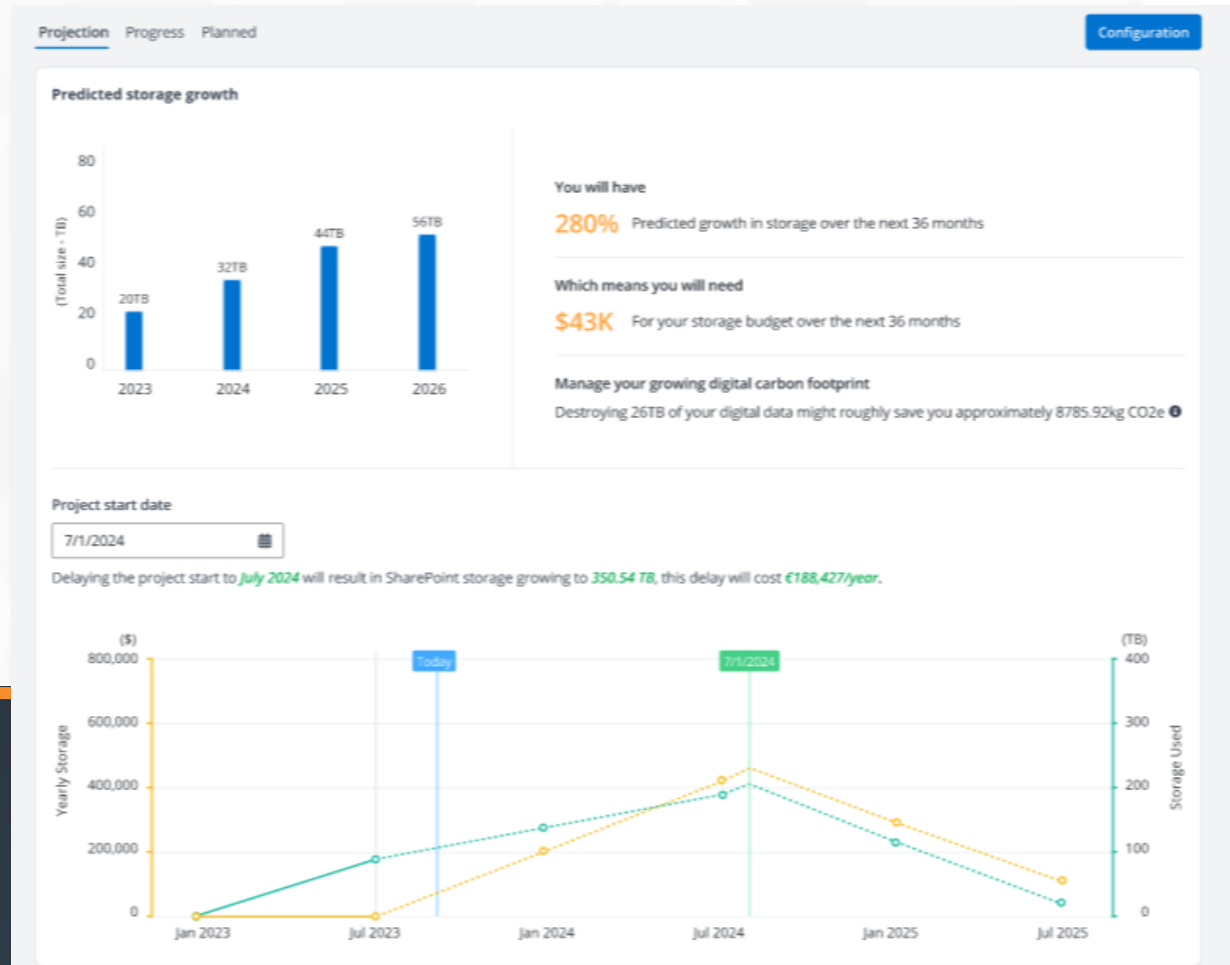 Projection Progress Planned
Configuration
Predicted storage growth
80
60
40
20
0
(Total size - TB)
20TB
32TB
44TB
56TB
2023 2024 2025 2026
You will have
280% Predicted growth in storage over the next 36 months
Which means you will need
$43K For your storage budget over the next 36 months
Manage your growing digital carbon footprint
Destroying 26TB of your digital data might roughly save you approximately 8785.92kg CO2e
Project start date
7/1/2024
Delaying the project start to July 2024 will result in SharePoint storage growing to 350.54 TB, this delay will cost €188,427/year.
($)
800,000
600,000
400,000
200,000
0
Yearly Storage
Today
7/1/2024
(TB)
400
300
200
100
0
Storage Used
Jan 2023 Jul 2023 Jan 2024 Jul 2024 Jan 2025 Jul 2025